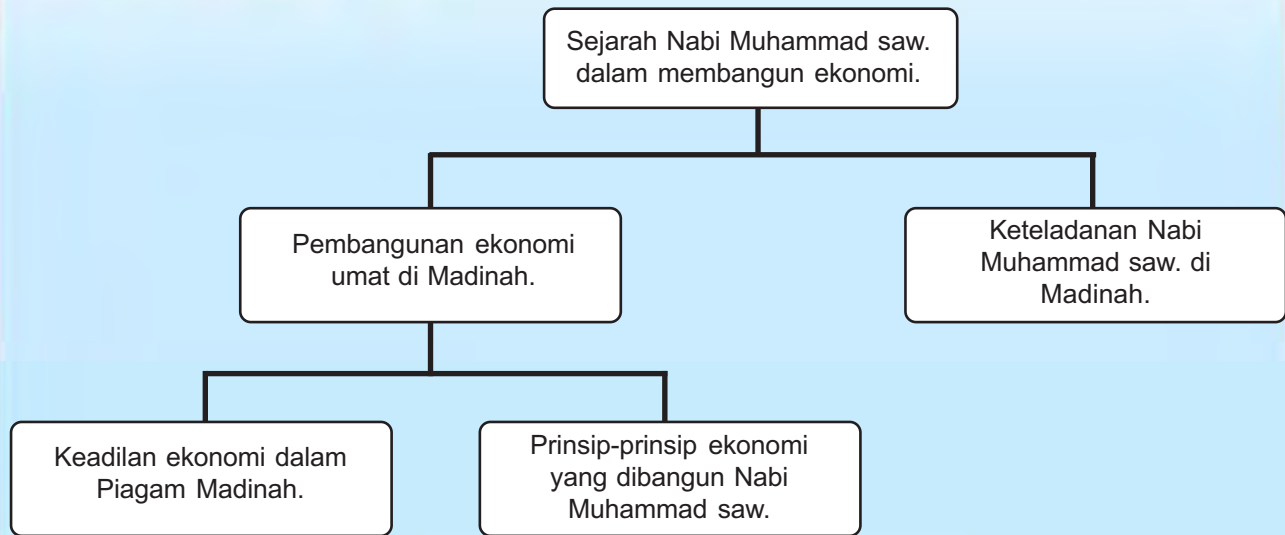 Sejarah Nabi Muhammad saw.
dalam membangun ekonomi.
Pembangunan ekonomi
umat di Madinah.
Keteladanan Nabi
Muhammad saw. di
Madinah.
Keadilan ekonomi dalam
Piagam Madinah.
Prinsip-prinsip ekonomi
yang dibangun Nabi
Muhammad saw.